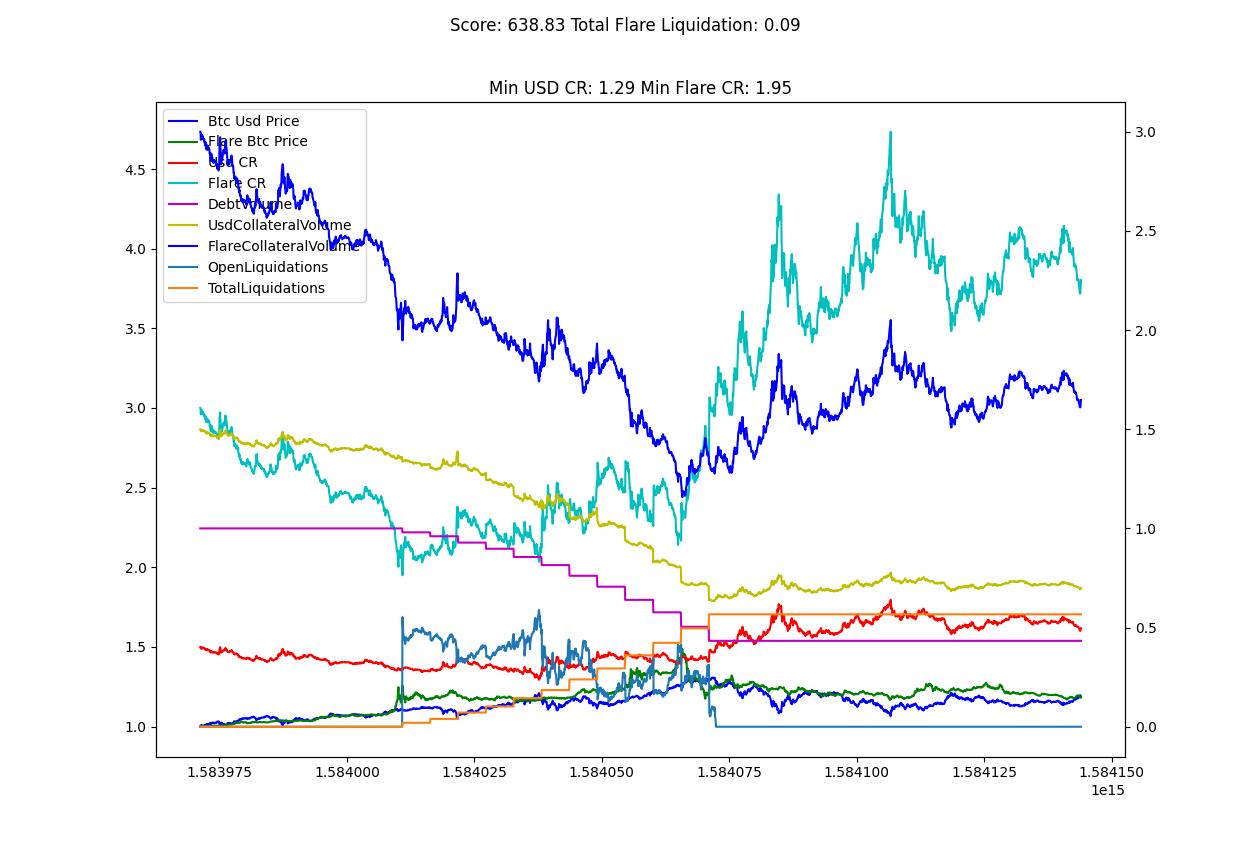 Score: 638.83 Total Flare Liquidation: 0.09
Min USD CR: 1.29 Min Flare CR: 1.95
Btc Usd Price
Flare Btc Price
Usd CR
Flare CR
DebtVolume
UsdCollateralVolume
FlareCollateralVolume
OpenLiquidations
TotalLiquidations
4.5
4.0
3.5
3.0
2.5
2.0
1.5
1.0
3.0
2.5
2.0
1.5
1.0
0.5
0.0
1.583975 1.584000 1.584025 1.584050 1.584075 1.584100 1.584125 1.584150
1e15